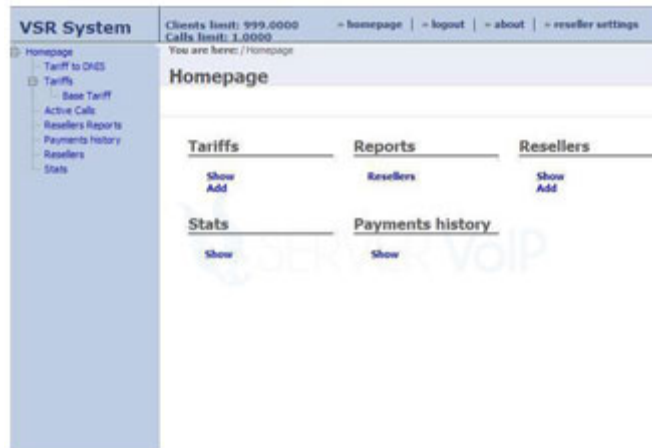 VSR System
Clients limit: 999.0000
Calls limit: 1.0000
- homepage | - logout | - about | - reseller settings
You are here: / Homepage
Homepage
Homepage
Tariff to DNIS
Tariffs
Base Tariff
Active Calls
Resellers Reports
Payments history
Resellers
Stats
Tariffs
Show
Add
Reports
Resellers
Resellers
Show
Add
Stats
Show
Payments history
Show
SERVER VoIP